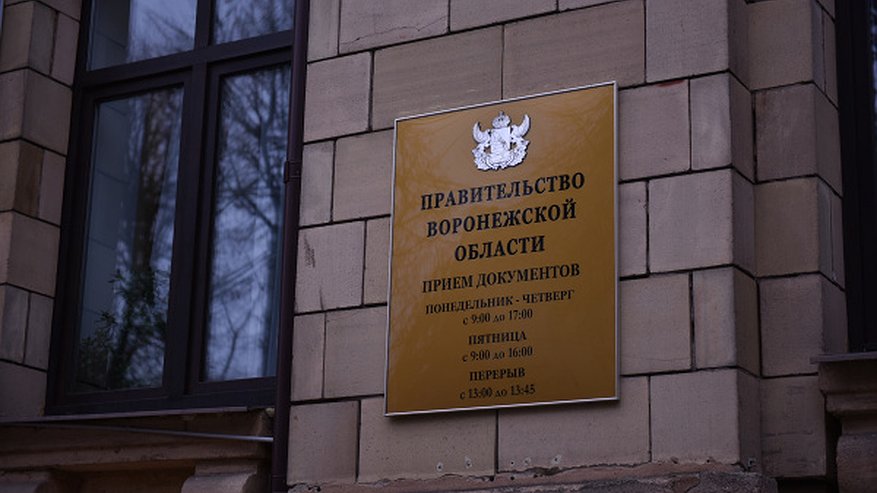 ПРАВИТЕЛЬСТВО
ВОРОНЕЖСКОЙ
ОБЛАСТИ
ПРИЕМ ДОКУМЕНТОВ
ПОНЕДЕЛЬНИК - ЧЕТВЕРГ
с 9:00 до 17:00
ПЯТНИЦА
с 9:00 до 16:00
ПЕРЕРЫВ
с 13:00 до 13:45